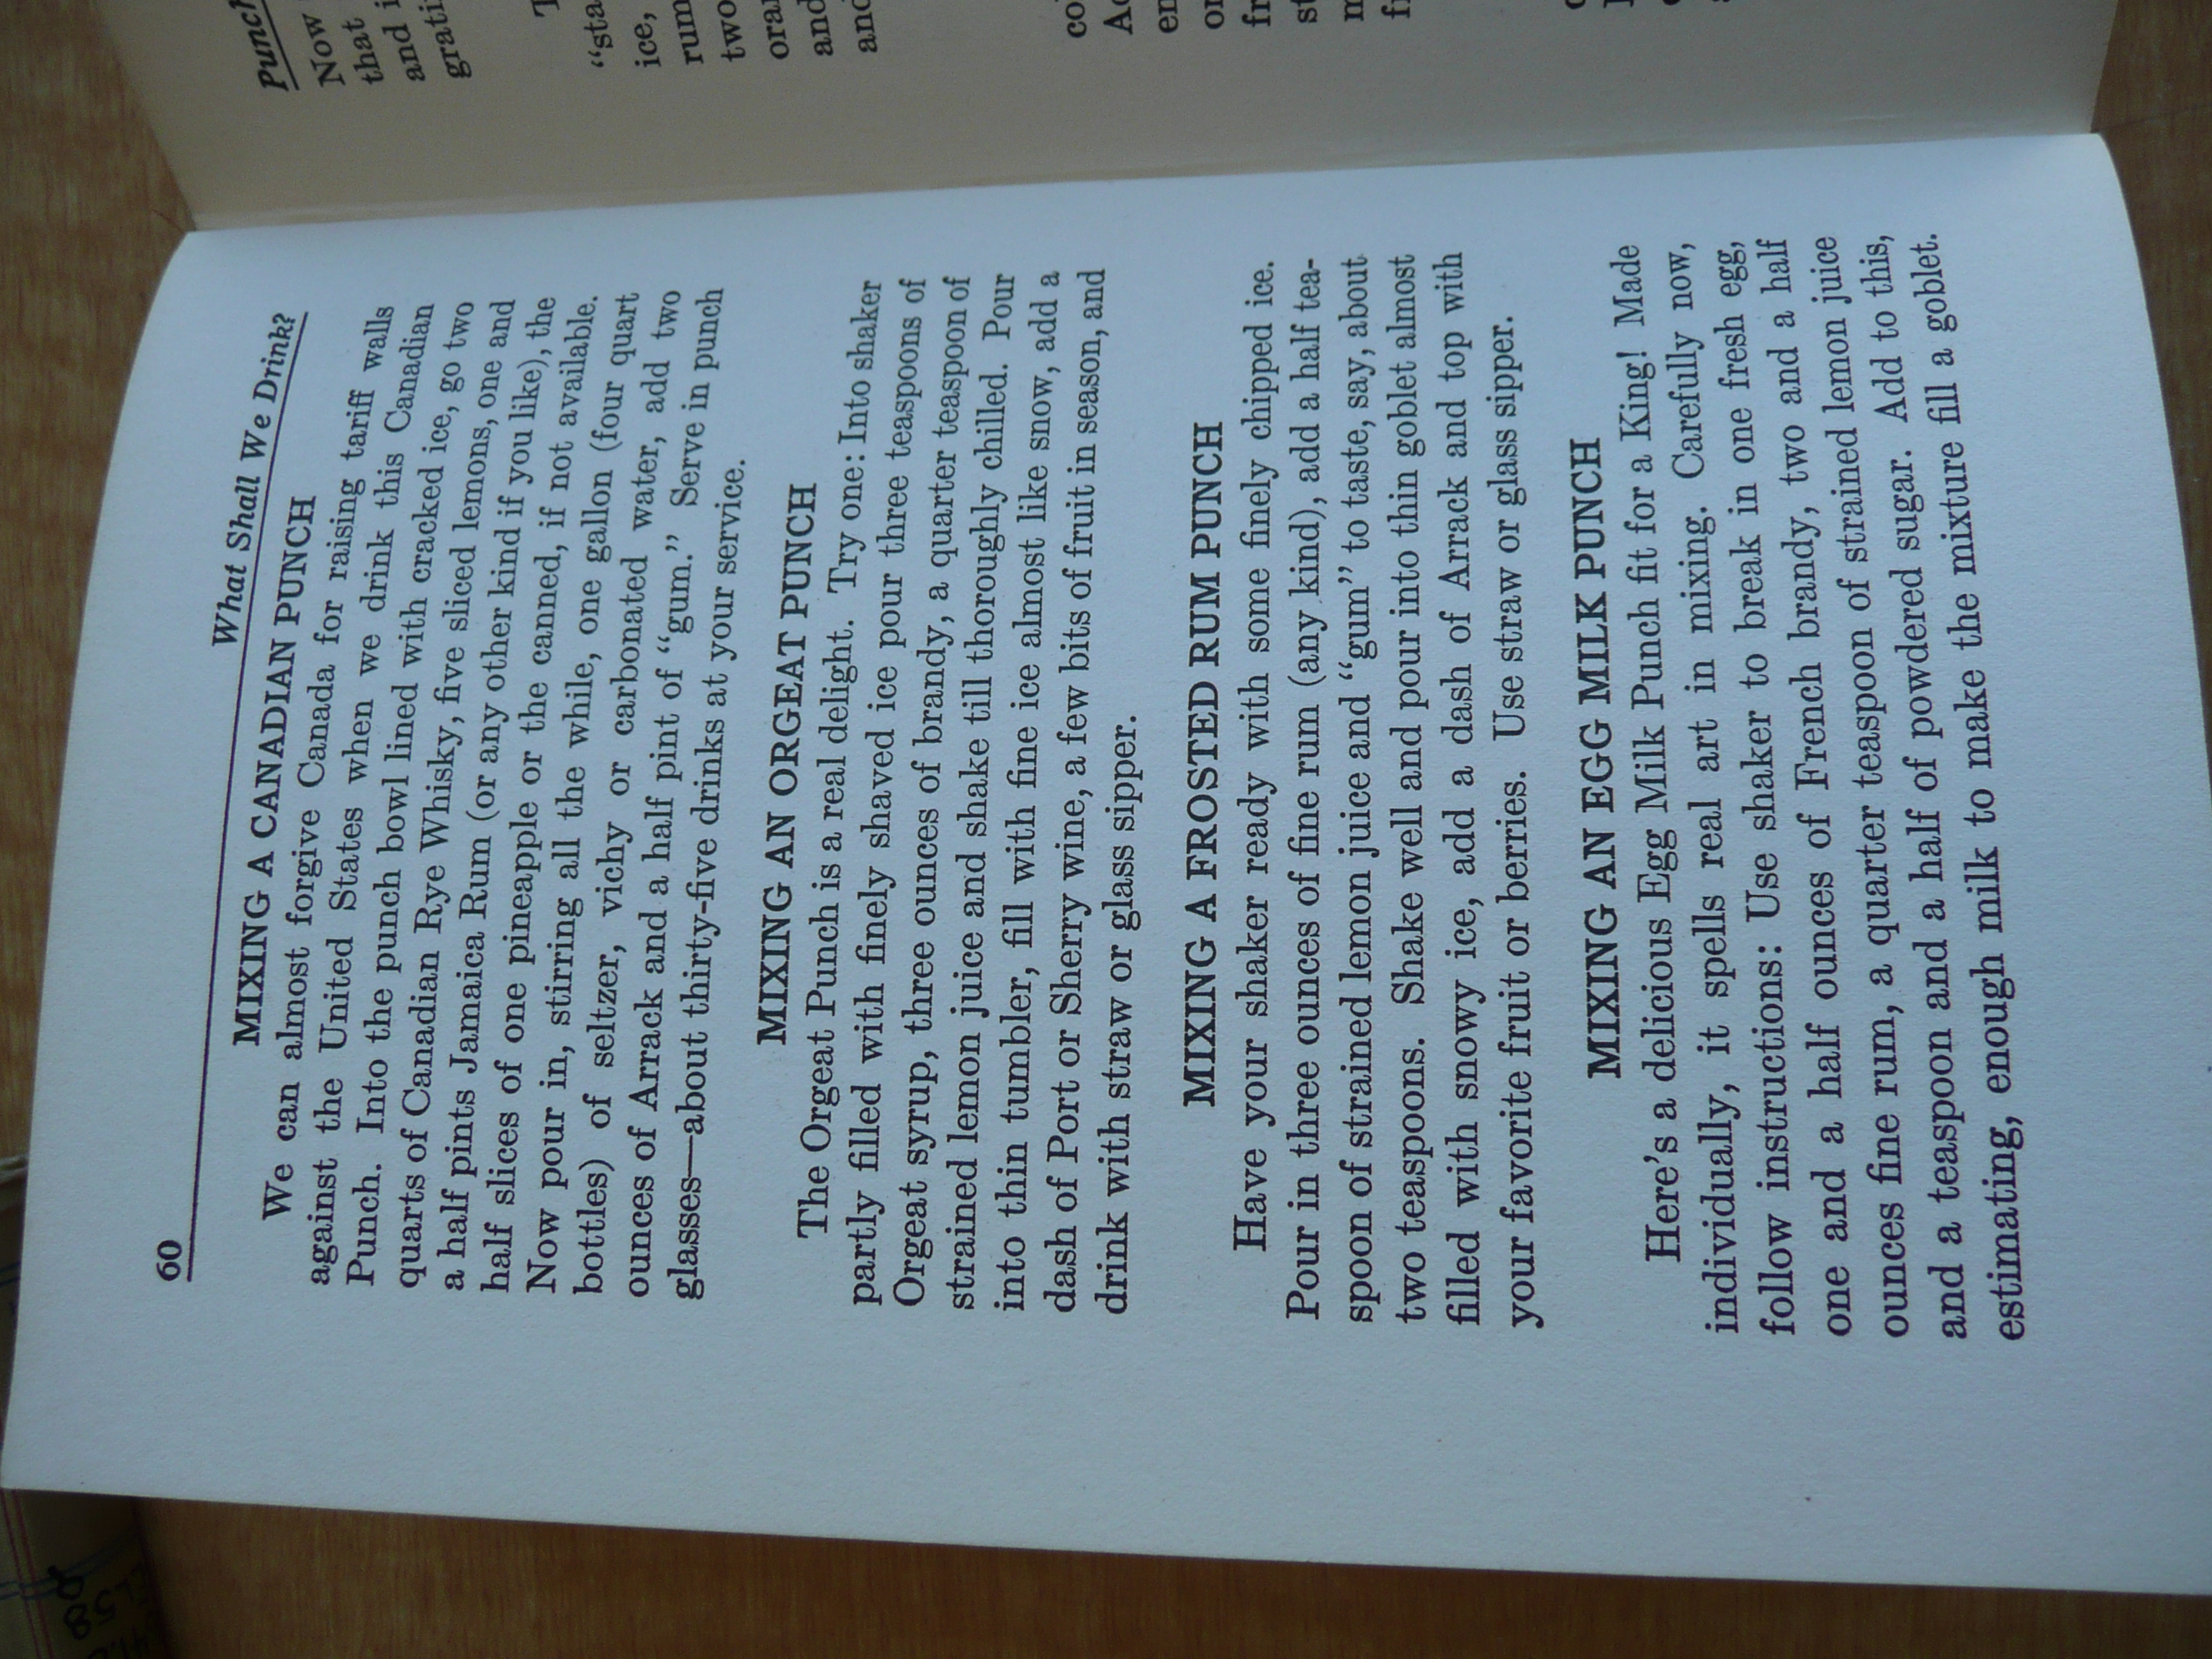 60
What Shall We Drink?
MIXING A CANADIAN PUNCH
We can almost forgive Canada for raising tariff walls
against the United States when we drink this Canadian
Punch. Into the punch bowl lined with cracked ice, go two
quarts of Canadian Rye Whisky, five sliced lemons, one and
a half pints Jamaica Rum (or any other kind if you like), the
half slices of one pineapple or the canned, if not available.
Now pour in, stirring all the while, one gallon (four quart
bottles) of seltzer, vichy or carbonated water, add two
ounces of Arrack and a half pint of "gum." Serve in punch
glasses—about thirty-five drinks at your service.
MIXING AN ORGEAT PUNCH
The Orgeat Punch is a real delight. Try one: Into shaker
partly filled with finely shaved ice pour three teaspoons of
Orgeat syrup, three ounces of brandy, a quarter teaspoon of
strained lemon juice and shake till thoroughly chilled. Pour
into thin tumbler, fill with fine ice almost like snow, add a
dash of Port or Sherry wine, a few bits of fruit in season, and
drink with straw or glass sipper.
MIXING A FROSTED RUM PUNCH
Have your shaker ready with some finely chipped ice.
Pour in three ounces of fine rum (any kind), add a half tea-
spoon of strained lemon juice and "gum" to taste, say, about
two teaspoons. Shake well and pour into thin goblet almost
filled with snowy ice, add a dash of Arrack and top with
your favorite fruit or berries. Use straw or glass sipper.
MIXING AN EGG MILK PUNCH
Here's a delicious Egg Milk Punch fit for a King! Made
individually, it spells real art in mixing. Carefully now,
follow instructions: Use shaker to break in one fresh egg,
one and a half ounces of French brandy, two and a half
ounces fine rum, a quarter teaspoon of strained lemon juice
and a teaspoon and a half of powdered sugar. Add to this,
estimating, enough milk to make the mixture fill a goblet.
Punch
Now
that
and
grati
"sta
ice,
rum
two
oran
and
and